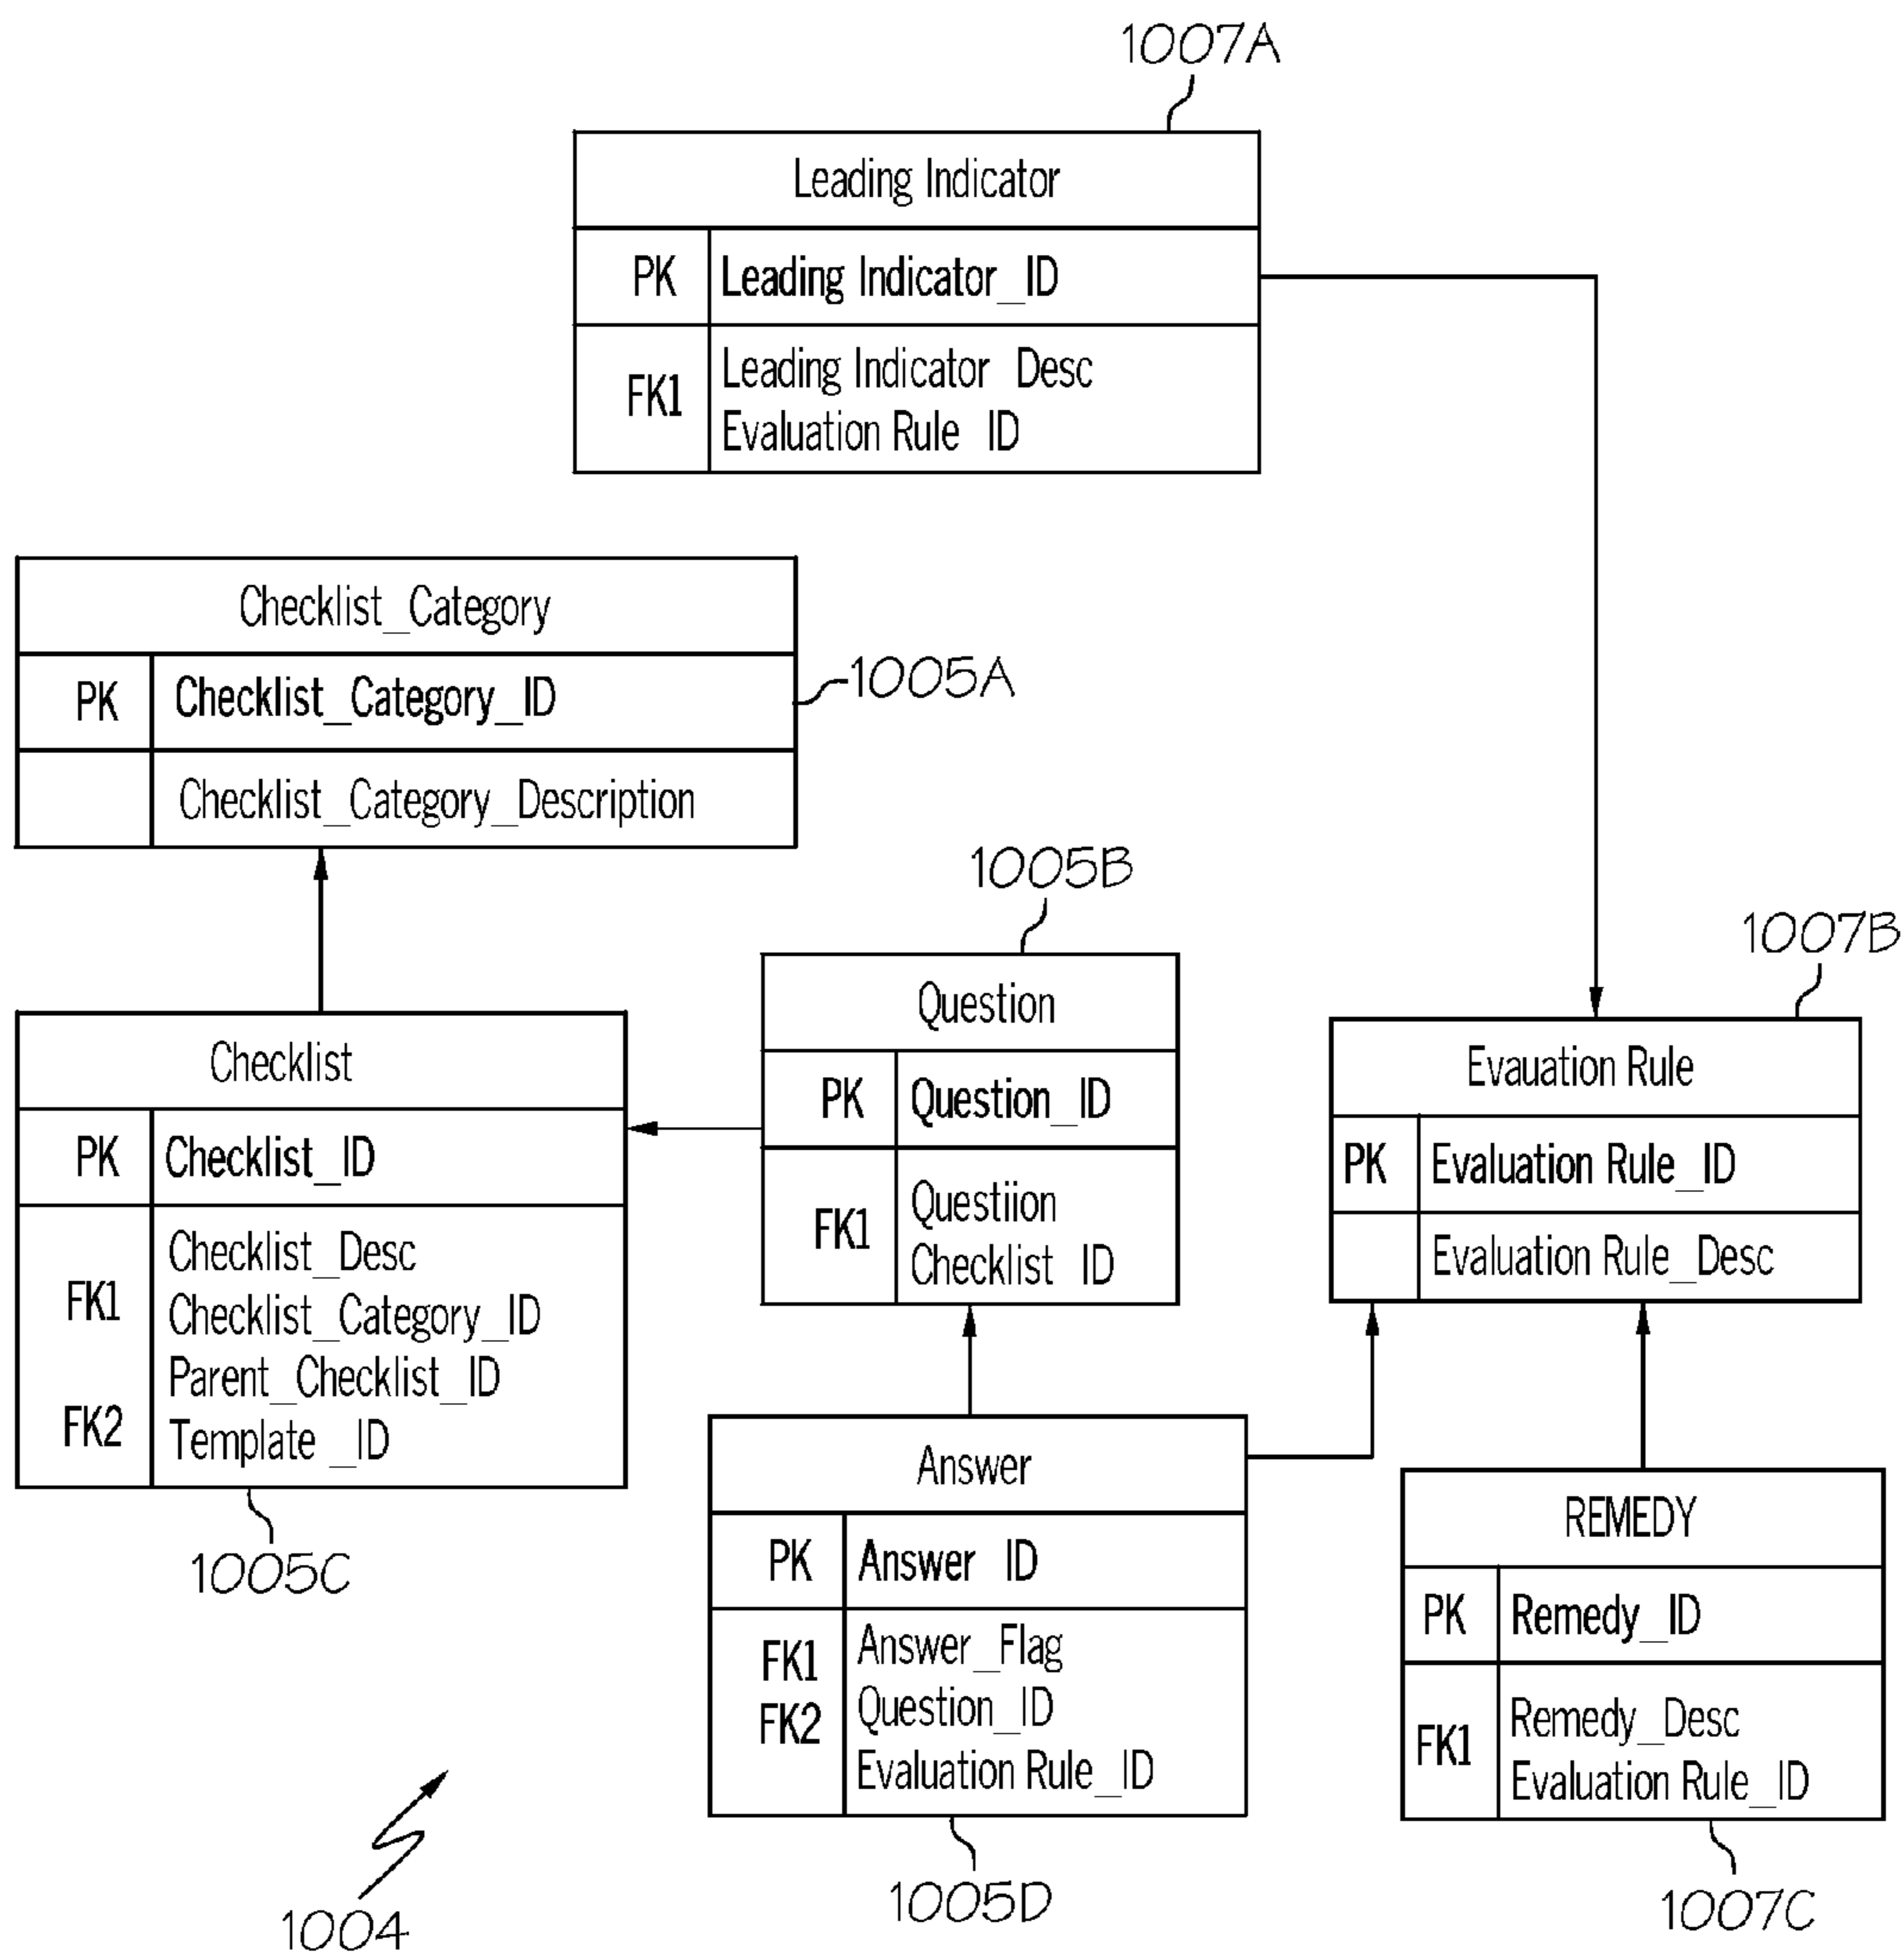 1007A
Leading Indicator
PK Leading Indicator_ID
Leading Indicator Desc
FK1
Evaluation Rule ID
Checklist_Category
PK Checklist_Category_ID
1005A
Checklist_Category_Description
1005B
1007B
Question
PK Question_ID
Questiion
FK1
Checklist ID
Evauation Rule
PK Evaluation Rule_ID
Evaluation Rule_Desc
Checklist
PK Checklist_ID
Checklist_Desc
FK1 Checklist_Category_ID
Parent_Checklist_ID
FK2 Template _ID
1005C
Answer
PK Answer ID
FK1 Answer_Flag
FK2 Question_ID
Evaluation Rule_ID
1005D
REMEDY
PK Remedy_ID
Remedy_Desc
FK1
Evaluation Rule_ID
1007C
1004